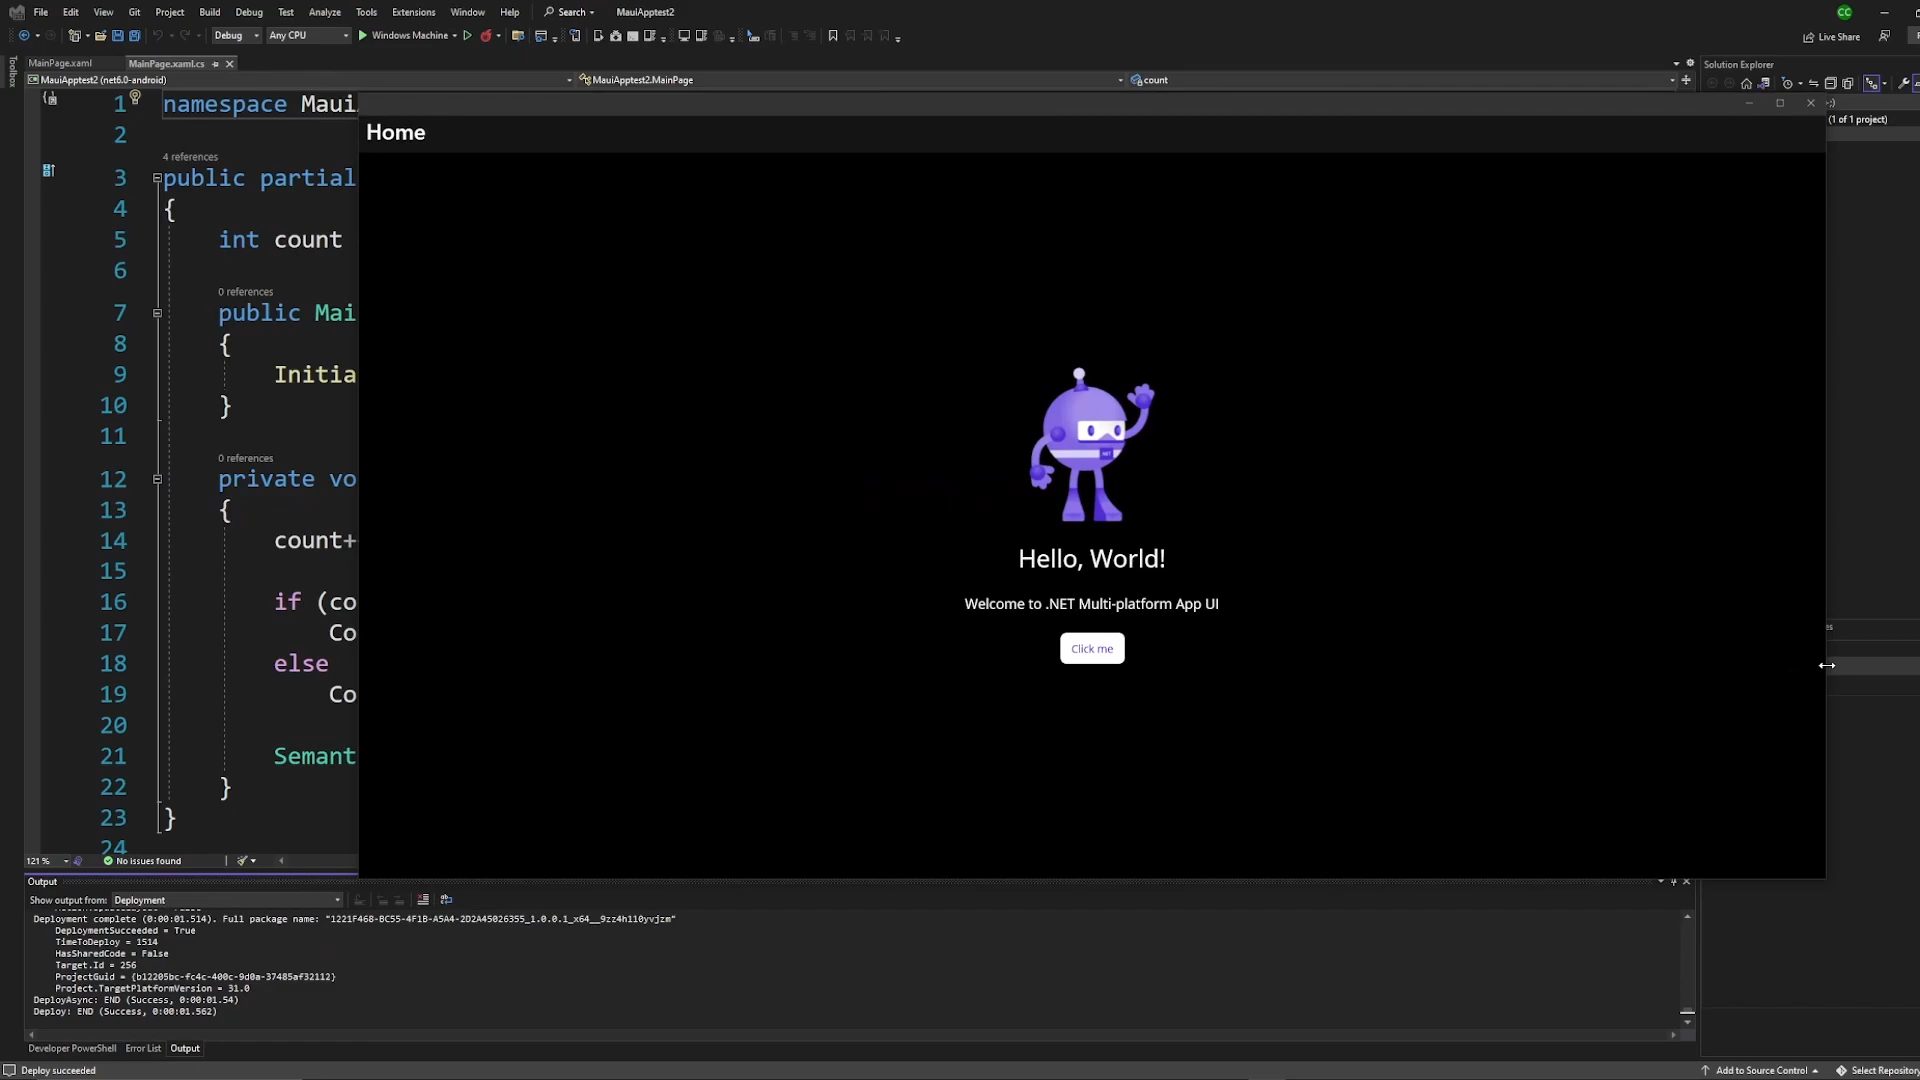 File Edit View Git Project Build Debug Test Analyze Tools Extensions Window Help Search MauiApptest2 CC
Debug Any CPU Windows Machine Live Share
MainPage.xaml MainPage.xaml.cs Solution Explorer
MauiApptest2 (net6.0-android) MauiApptest2.MainPage count
Toolbox
(1 of 1 project)
Home
1 namespace Maui
2
4 references
3 public partial
4 {
5 int count
6
0 references
7 public Mai
8 {
9 Initia
10 }
11
0 references
12 private vo
13 {
14 count+
15
16 if (co
17 Co
18 else
19 Co
20
21 Semant
22 }
23 }
24
.NET
Hello, World!
Welcome to .NET Multi-platform App UI
Click me
121 % No issues found
Output
Show output from: Deployment
Deployment complete (0:00:01.514). Full package name: "1221F468-BC55-4F1B-A5A4-2D2A45026355_1.0.0.1_x64__9zz4h110yvjzm"
DeploymentSucceeded = True
TimeToDeploy = 1514
HasSharedCode = False
Target.Id = 256
ProjectGuid = {b12205bc-fc4c-400c-9d0a-37485af32112}
Project.TargetPlatformVersion = 31.0
DeployAsync: END (Success, 0:00:01.54)
Deploy: END (Success, 0:00:01.562)
Developer PowerShell Error List Output
Deploy succeeded Add to Source Control Select Repository